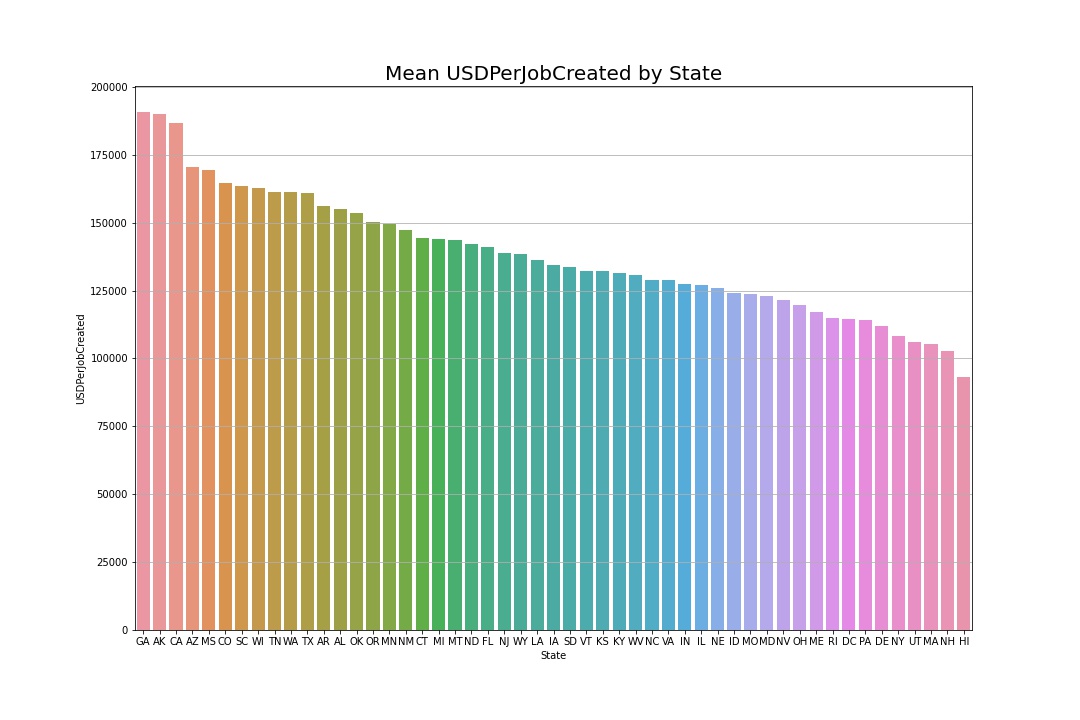 Mean USDPerJobCreated by State
200000
175000
150000
125000
100000
75000
50000
25000
0
USDPerJobCreated
GA AK CA AZ MS CO SC WI TN WA TX AR AL OK OR MN NM CT MI MT ND FL NJ WY LA IA SD VT KS KY WV NC VA IN IL NE ID MO MD NV OH ME RI DC PA DE NY UT MA NH HI
State